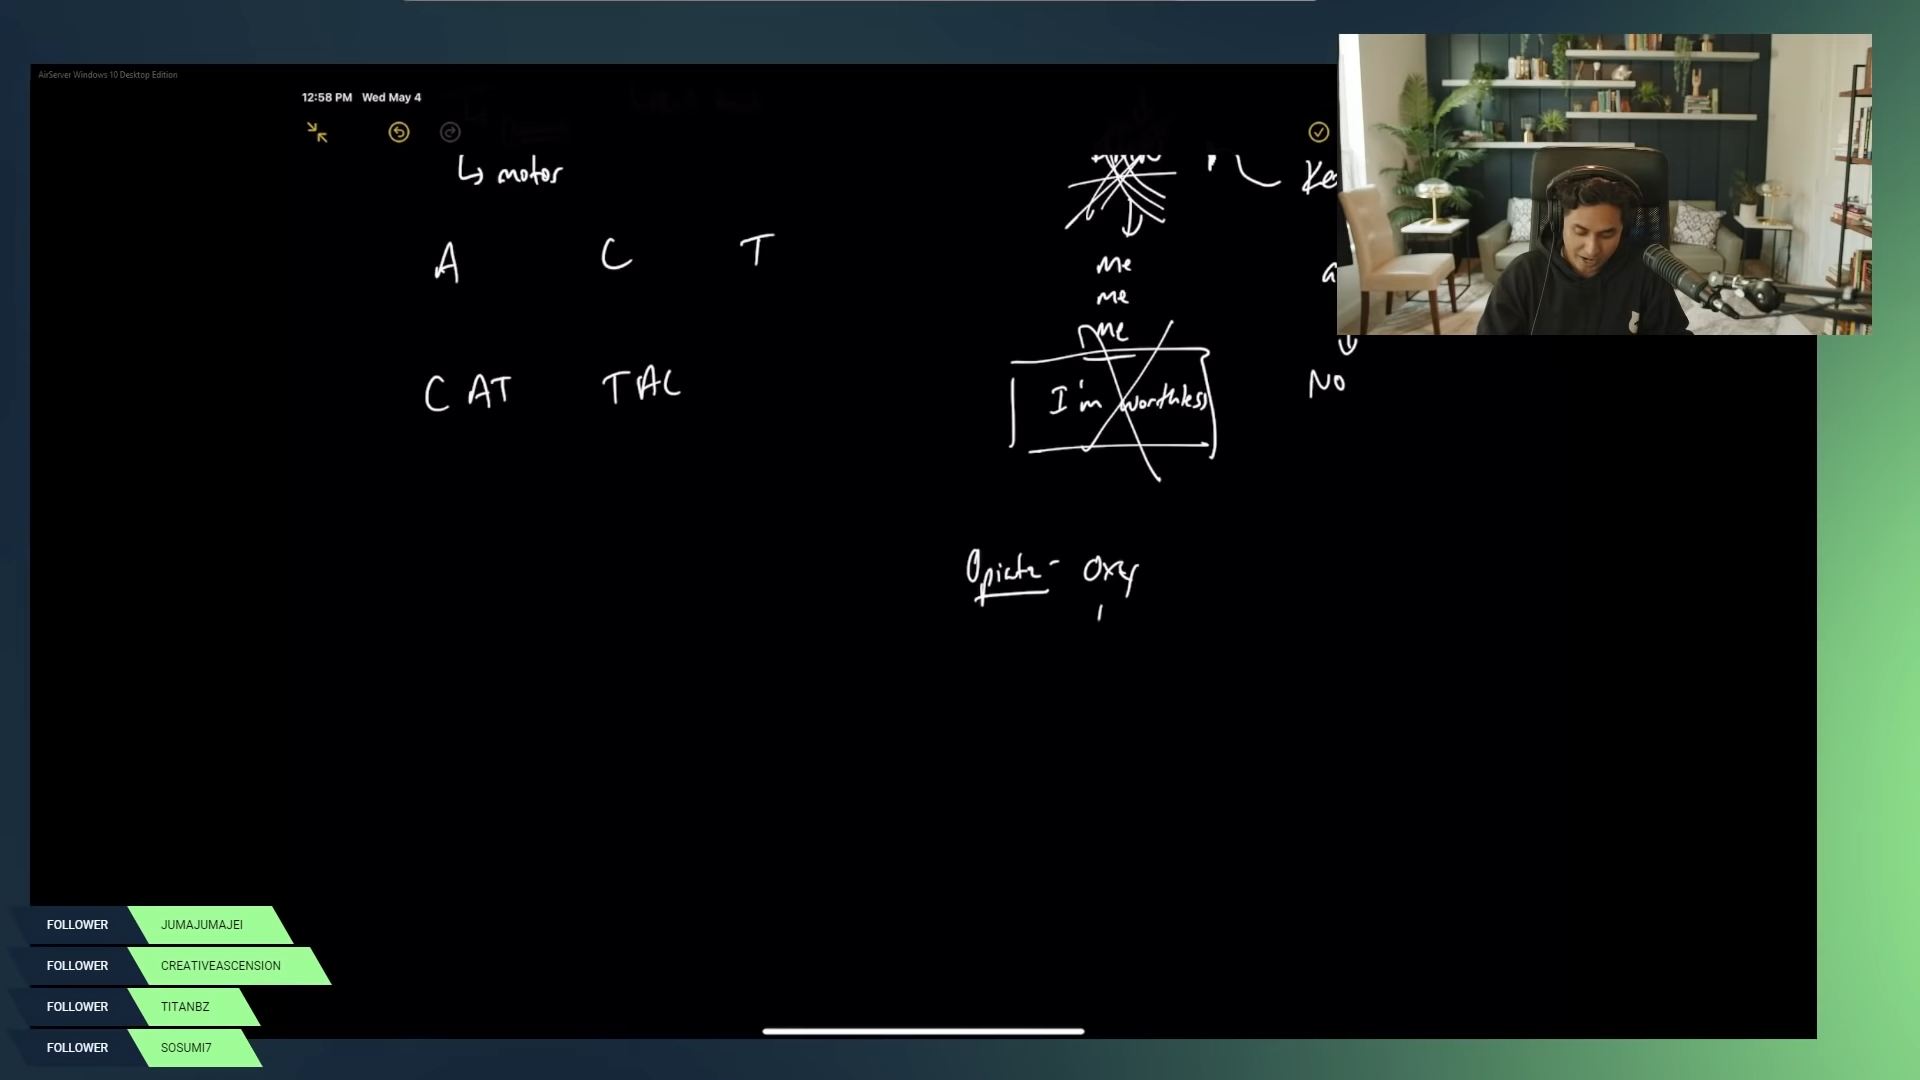 AirServer Windows 10 Desktop Edition
12:58 PM Wed May 4
↳ motor
A C T
CAT TAC
me
me
me
I'm worthless
Ke
a
NO
Opiate - Oxy
FOLLOWER JUMAJUMAJEI
FOLLOWER CREATIVEASCENSION
FOLLOWER TITANBZ
FOLLOWER SOSUMI7